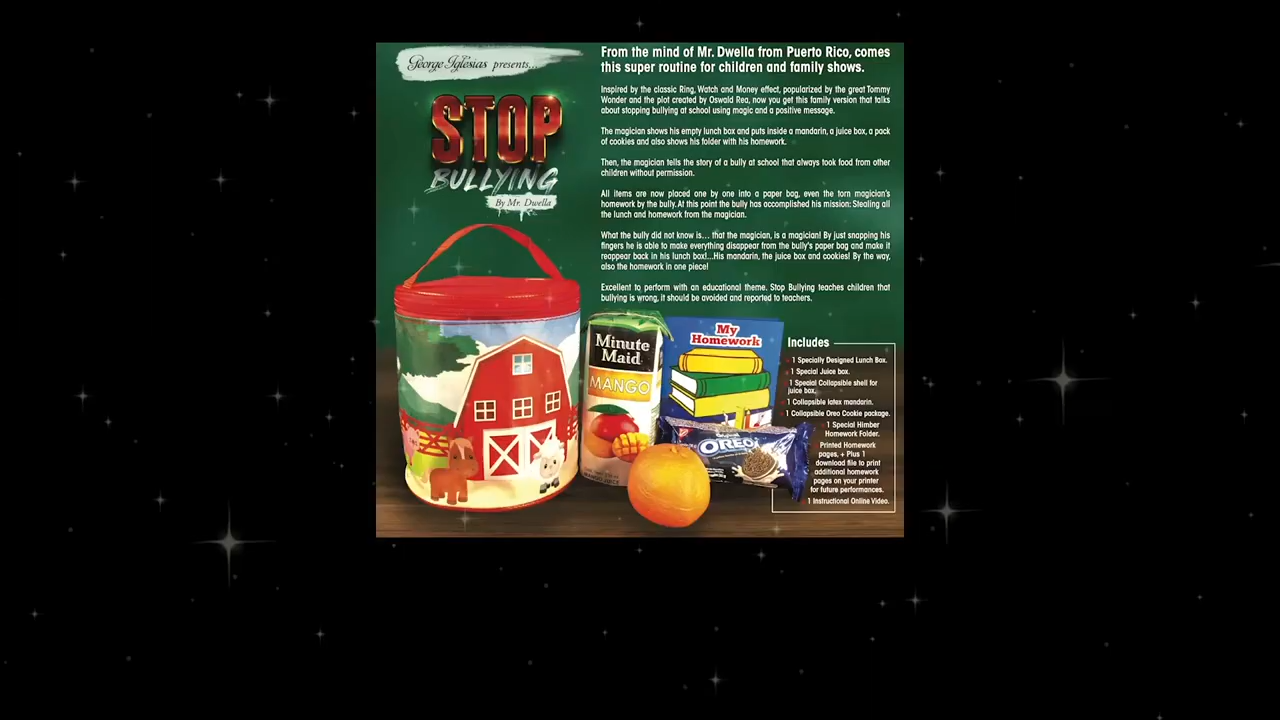 George Iglesias presents...
STOP
BULLYING
By Mr. Dwella
From the mind of Mr. Dwella from Puerto Rico, comes
this super routine for children and family shows.
Inspired by the classic Ring, Watch and Money effect, popularized by the great Tommy
Wonder and the plot created by Oswald Rea, now you get this family version that talks
about stopping bullying at school using magic and a positive message.
The magician shows his empty lunch box and puts inside a mandarin, a juice box, a pack
of cookies and also shows his folder with his homework.
Then, the magician tells the story of a bully at school that always took food from other
children without permission.
All items are now placed one by one into a paper bag, even the torn magician's
homework by the bully. At this point the bully has accomplished his mission: Stealing all
the lunch and homework from the magician.
What the bully did not know is... that the magician, is a magician! By just snapping his
fingers he is able to make everything disappear from the bully's paper bag and make it
reappear back in his lunch box!...His mandarin, the juice box and cookies! By the way,
also the homework in one piece!
Excellent to perform with an educational theme. Stop Bullying teaches children that
bullying is wrong, it should be avoided and reported to teachers.
Minute
Maid
MANGO
My
Homework
OREO
Includes
1 Specially Designed Lunch Box.
1 Special Juice box.
1 Special Collapsible shell for
juice box.
1 Collapsible latex mandarin.
1 Collapsible Oreo Cookie package.
1 Special Himber
Homework Folder.
Printed Homework
pages, + Plus 1
download file to print
additional homework
pages on your printer
for future performances.
1 Instructional Online Video.